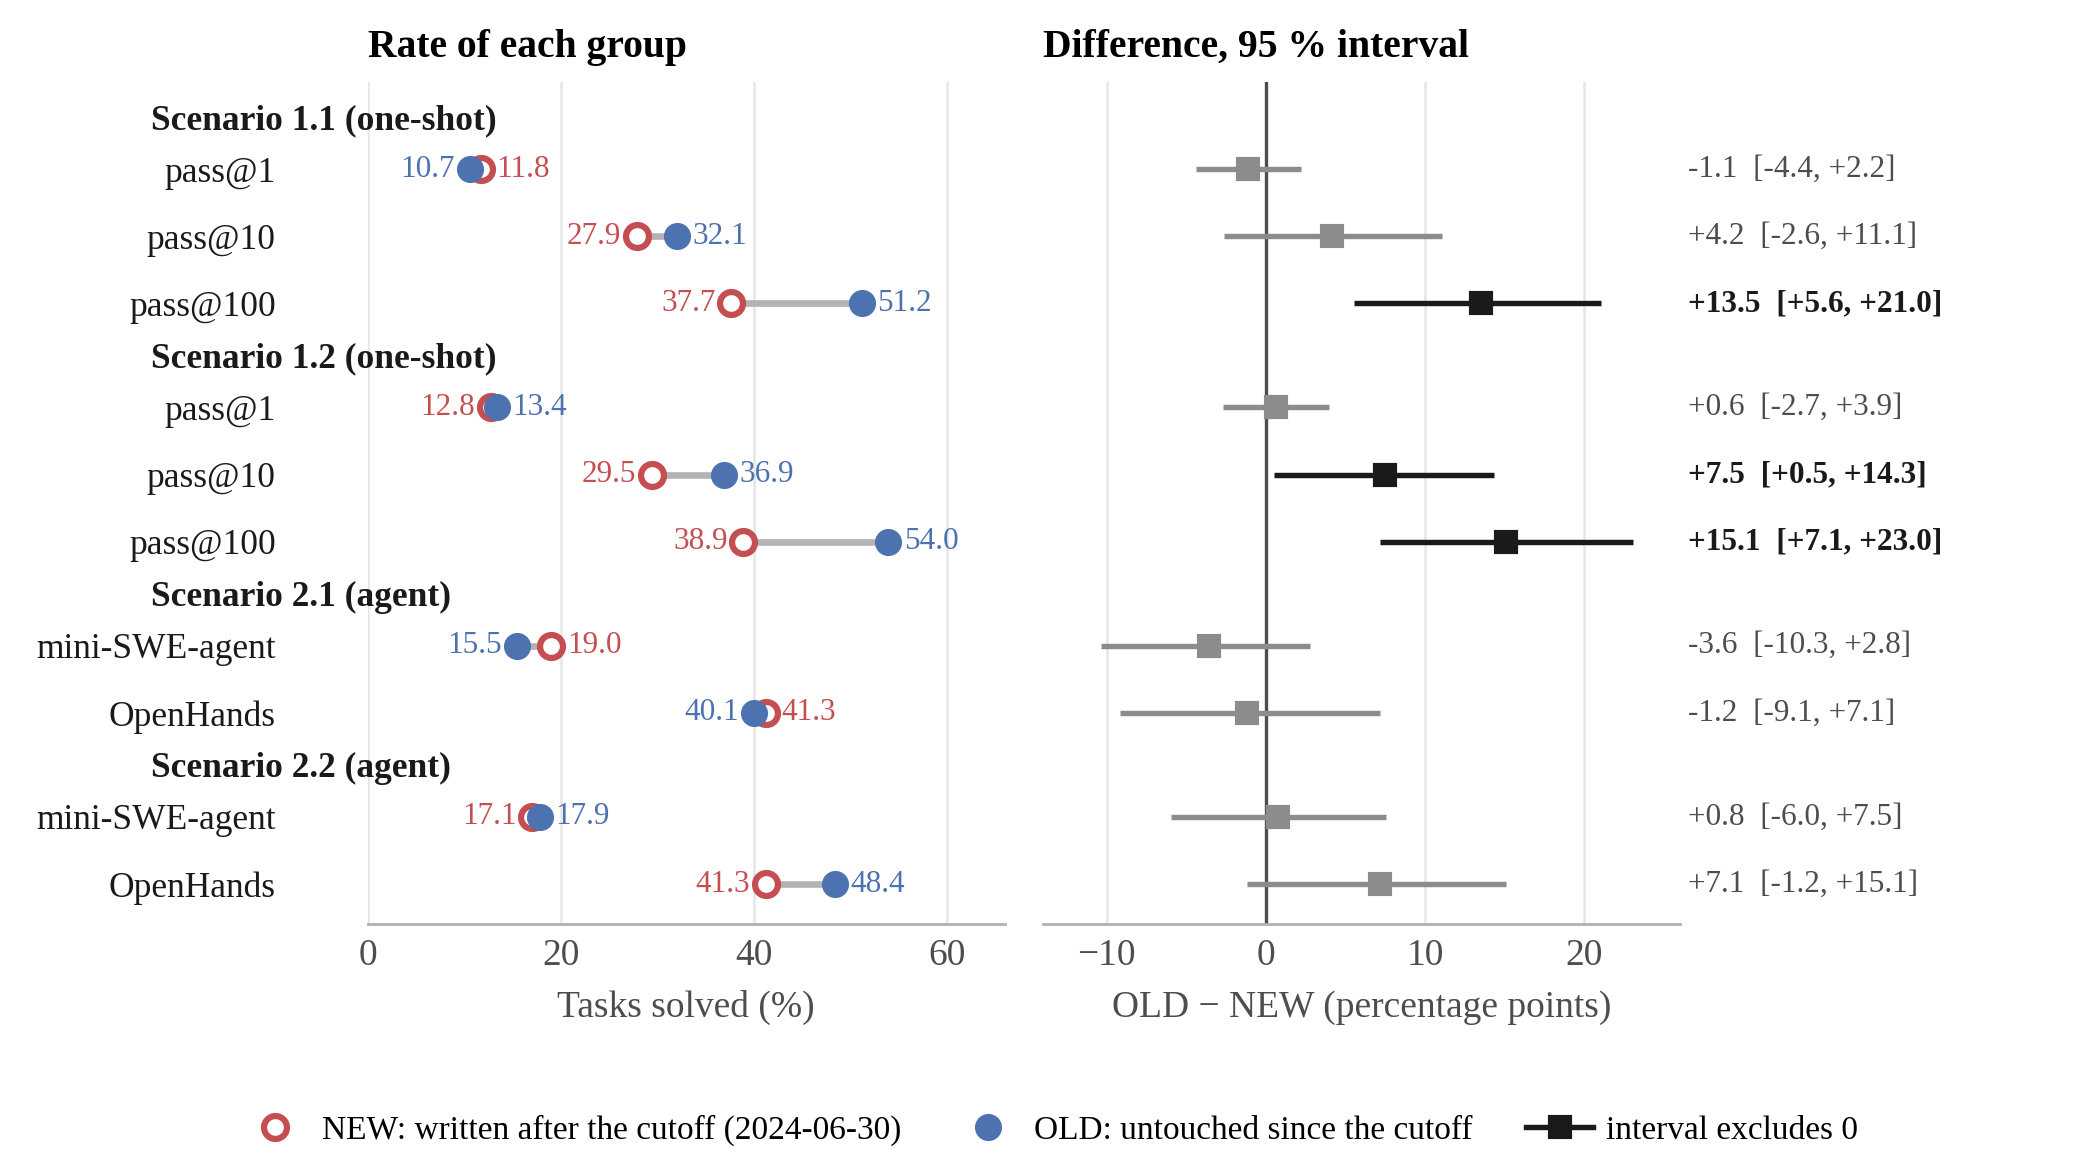 Rate of each group
Difference, 95 % interval
Scenario 1.1 (one-shot)
pass@1 10.7 11.8 -1.1 [-4.4, +2.2]
pass@10 27.9 32.1 +4.2 [-2.6, +11.1]
pass@100 37.7 51.2 +13.5 [+5.6, +21.0]
Scenario 1.2 (one-shot)
pass@1 12.8 13.4 +0.6 [-2.7, +3.9]
pass@10 29.5 36.9 +7.5 [+0.5, +14.3]
pass@100 38.9 54.0 +15.1 [+7.1, +23.0]
Scenario 2.1 (agent)
mini-SWE-agent 15.5 19.0 -3.6 [-10.3, +2.8]
OpenHands 40.1 41.3 -1.2 [-9.1, +7.1]
Scenario 2.2 (agent)
mini-SWE-agent 17.1 17.9 +0.8 [-6.0, +7.5]
OpenHands 41.3 48.4 +7.1 [-1.2, +15.1]
0 20 40 60
−10 0 10 20
Tasks solved (%)
OLD − NEW (percentage points)
NEW: written after the cutoff (2024-06-30)
OLD: untouched since the cutoff
interval excludes 0